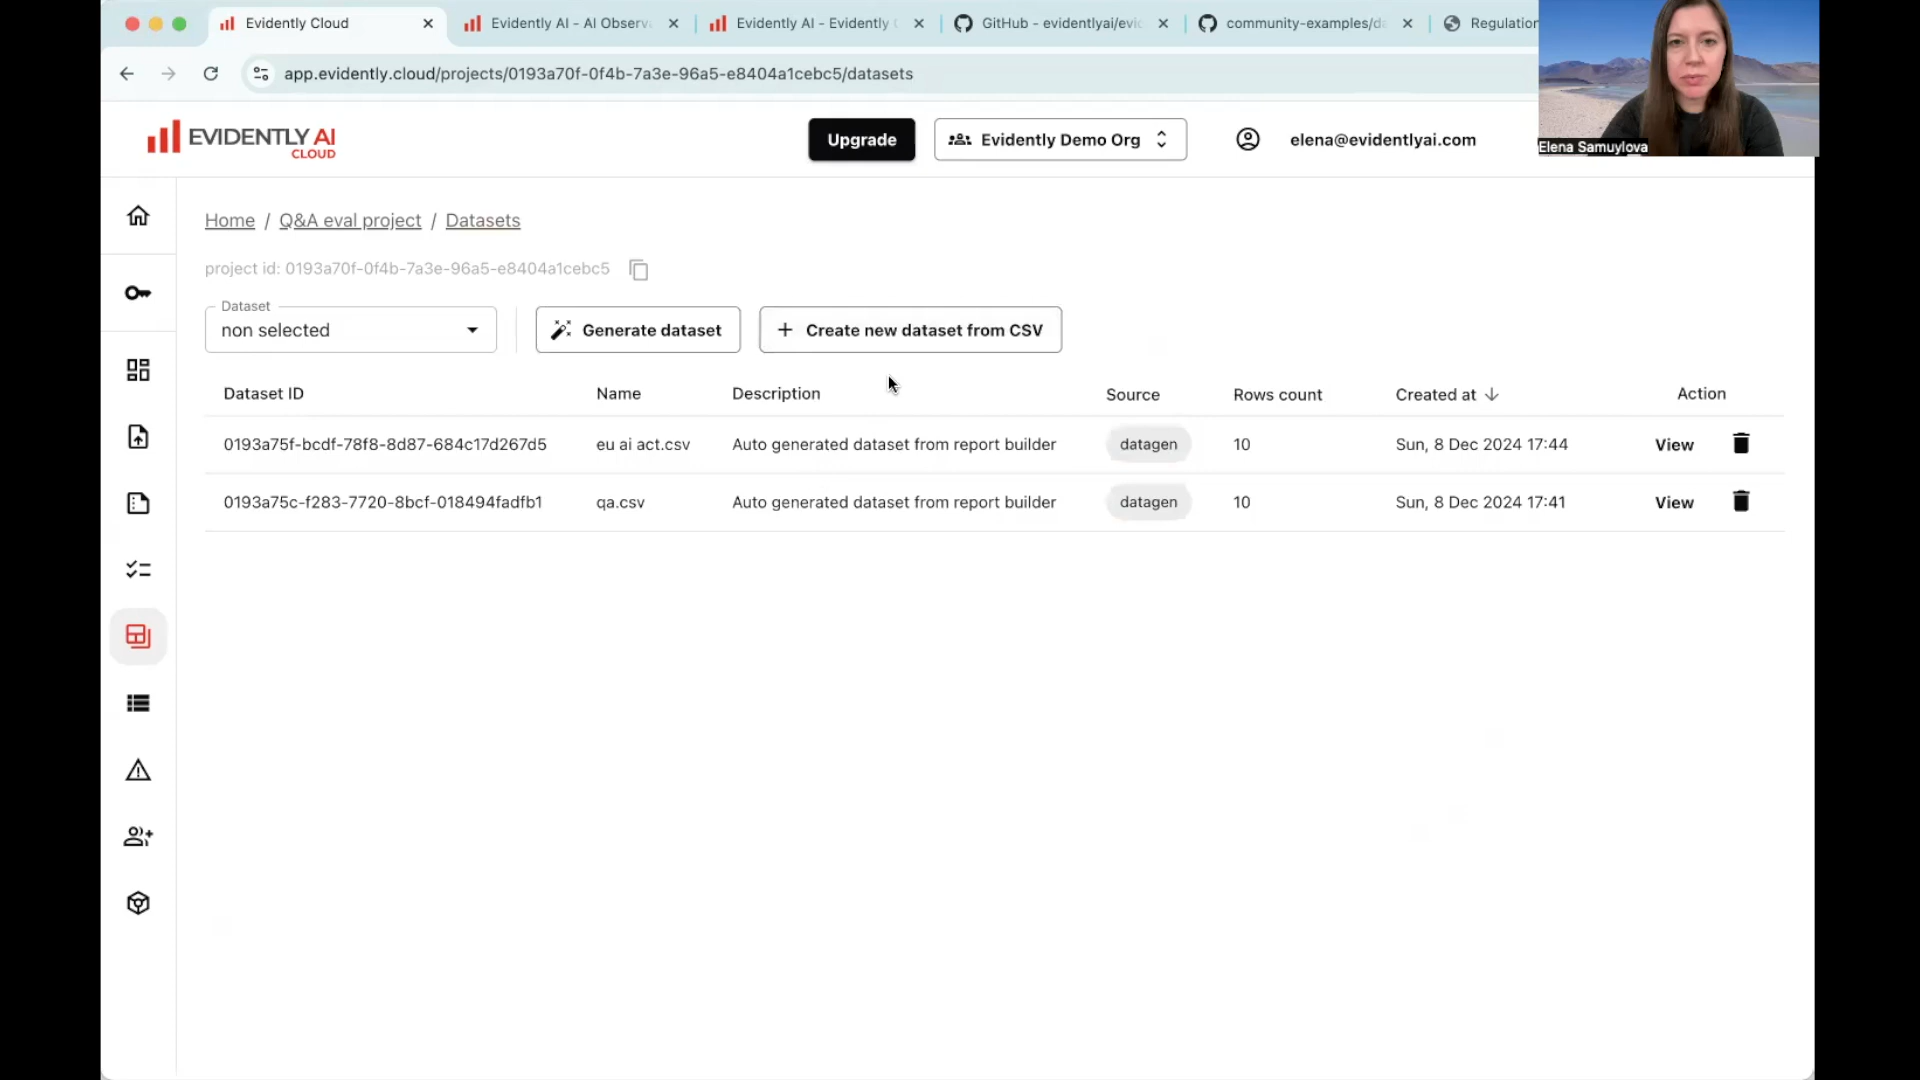 Evidently Cloud
Evidently AI - AI Observ
Evidently AI - Evidently
GitHub - evidentlyai/evi
community-examples/d
Regulation
app.evidently.cloud/projects/0193a70f-0f4b-7a3e-96a5-e8404a1cebc5/datasets
Elena Samuylova
EVIDENTLY AI
CLOUD
Upgrade
Evidently Demo Org
elena@evidentlyai.com
Home / Q&A eval project / Datasets
project id: 0193a70f-0f4b-7a3e-96a5-e8404a1cebc5
Dataset
non selected
Generate dataset
+ Create new dataset from CSV
Dataset ID Name Description Source Rows count Created at ↓ Action
0193a75f-bcdf-78f8-8d87-684c17d267d5 eu ai act.csv Auto generated dataset from report builder datagen 10 Sun, 8 Dec 2024 17:44 View
0193a75c-f283-7720-8bcf-018494fadfb1 qa.csv Auto generated dataset from report builder datagen 10 Sun, 8 Dec 2024 17:41 View